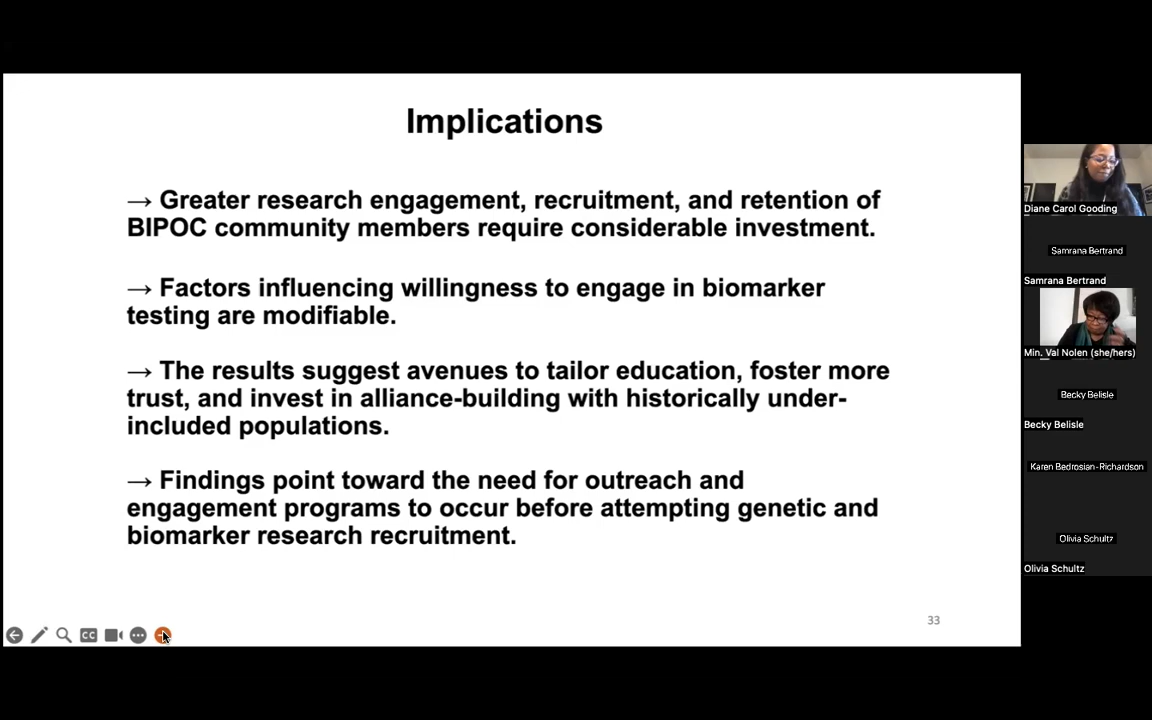 Implications
→ Greater research engagement, recruitment, and retention of
BIPOC community members require considerable investment.
→ Factors influencing willingness to engage in biomarker
testing are modifiable.
→ The results suggest avenues to tailor education, foster more
trust, and invest in alliance-building with historically under-
included populations.
→ Findings point toward the need for outreach and
engagement programs to occur before attempting genetic and
biomarker research recruitment.
33
CC
Diane Carol Gooding
Samrana Bertrand
Samrana Bertrand
Min. Val Nolen (she/hers)
Becky Belisle
Becky Belisle
Karen Bedrosian-Richardson
Olivia Schultz
Olivia Schultz